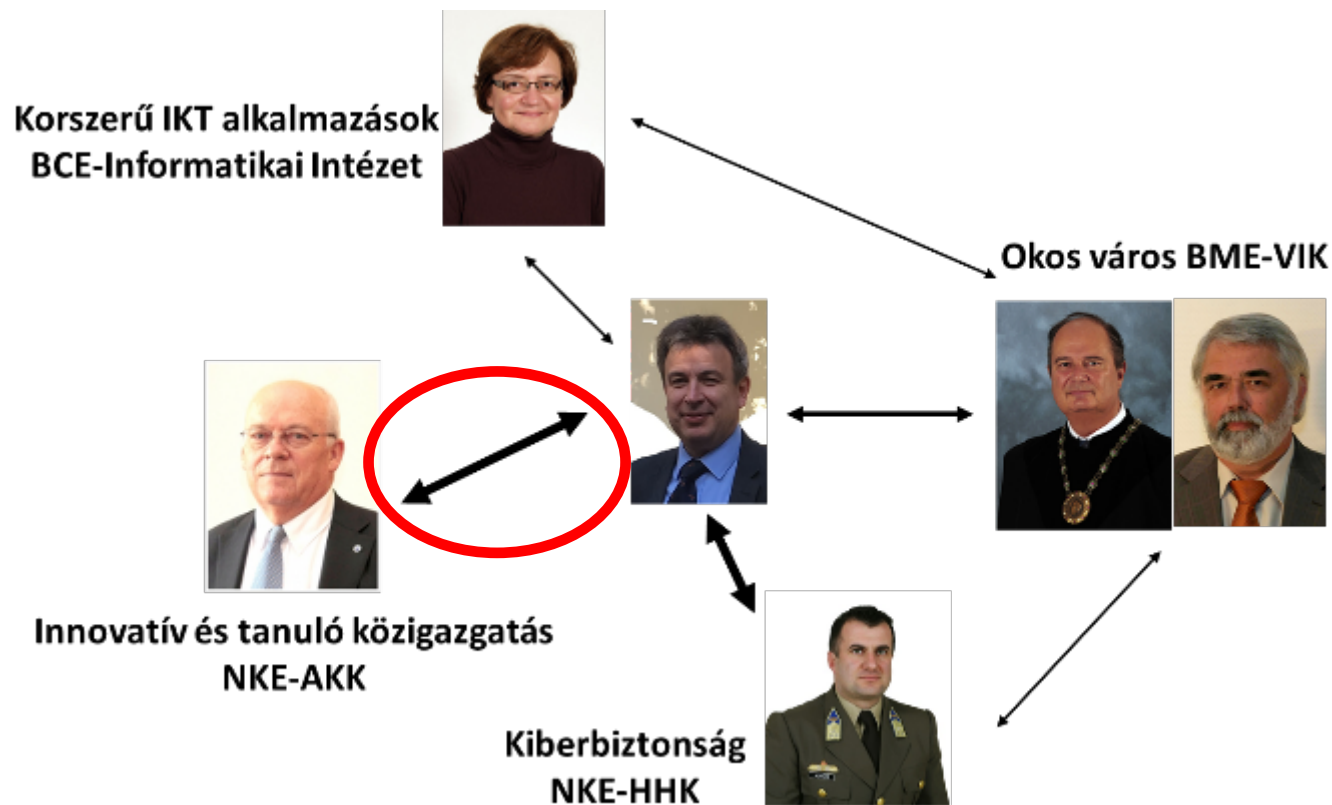 Korszerű IKT alkalmazások
BCE-Informatikai Intézet
Okos város BME-VIK
Innovatív és tanuló közigazgatás
NKE-AKK
Kiberbiztonság
NKE-HHK